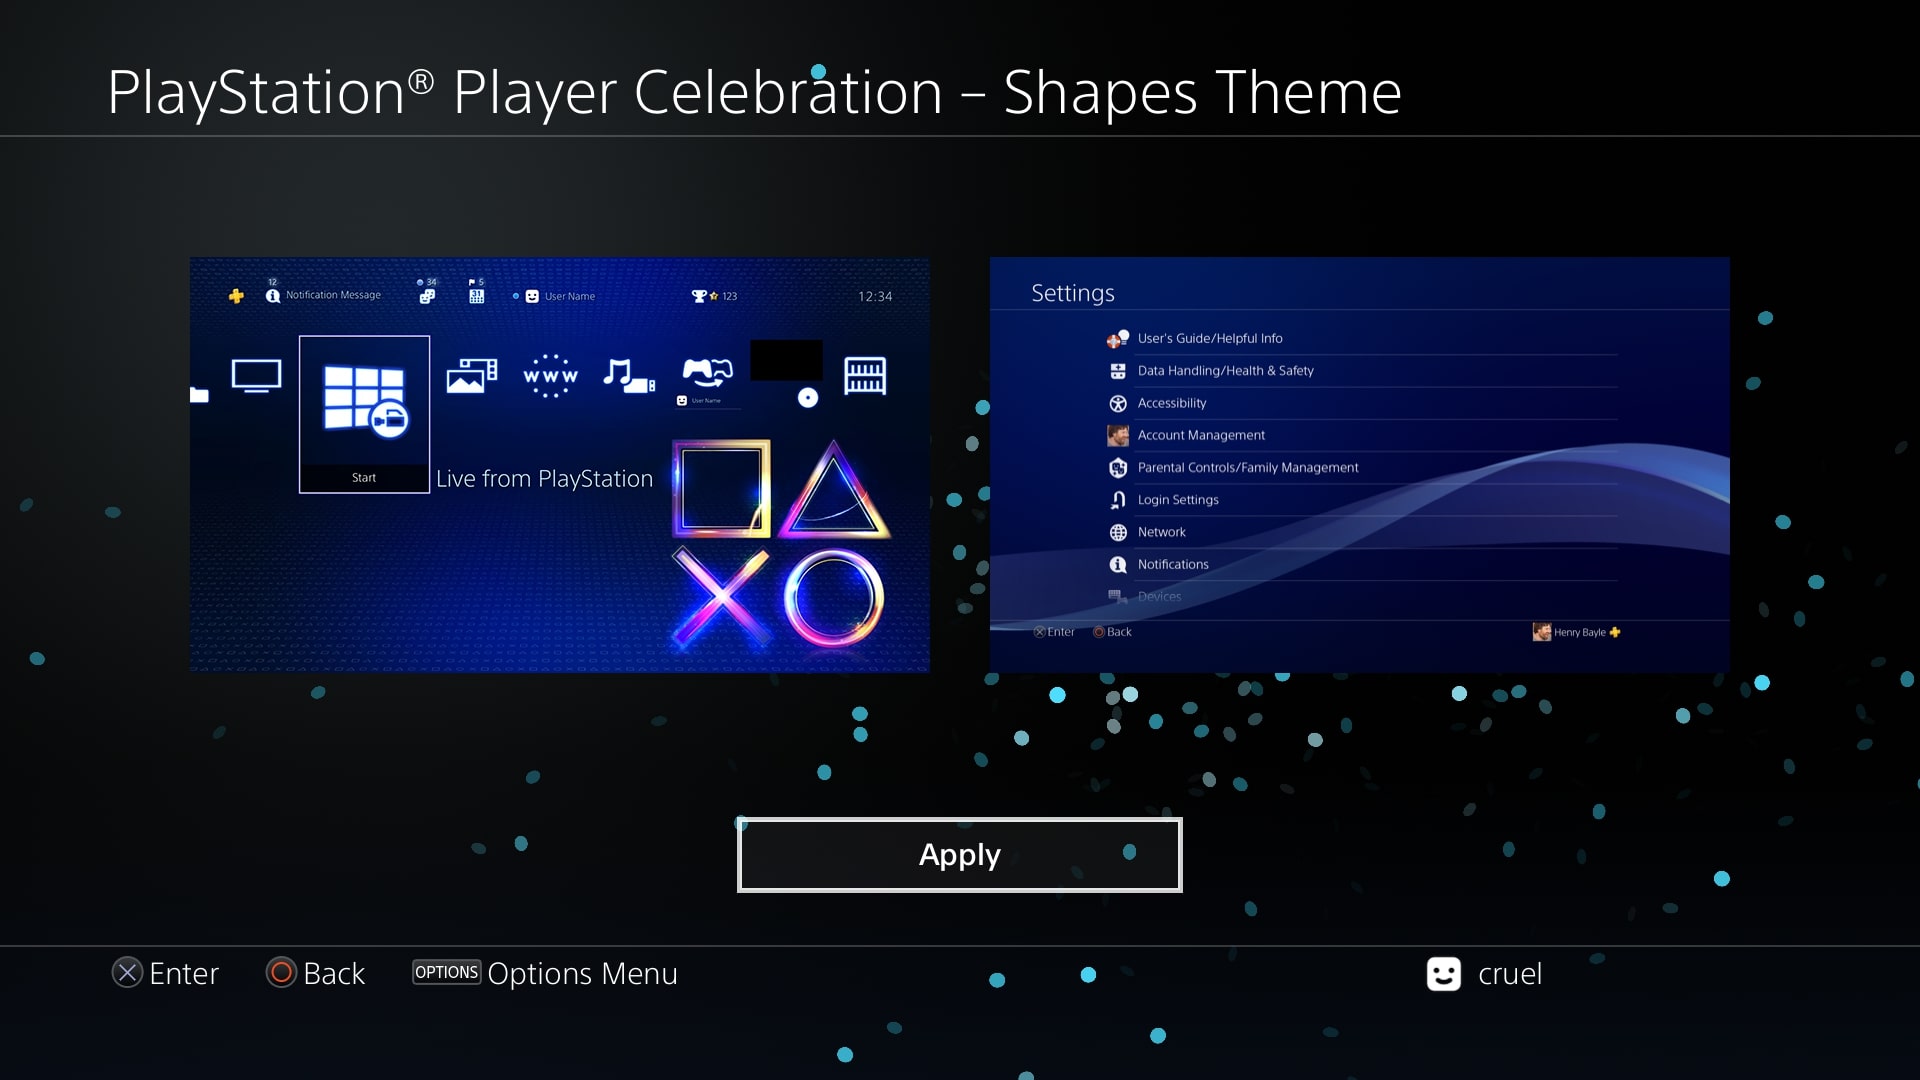 PlayStation® Player Celebration – Shapes Theme
12
Notification Message
34
5
31
User Name
123
12:34
WWW
User Name
Start
Live from PlayStation
Settings
User's Guide/Helpful Info
Data Handling/Health & Safety
Accessibility
Account Management
Parental Controls/Family Management
Login Settings
Network
Notifications
Devices
Enter Back
Henry Bayle
Apply
Enter Back OPTIONS Options Menu
cruel